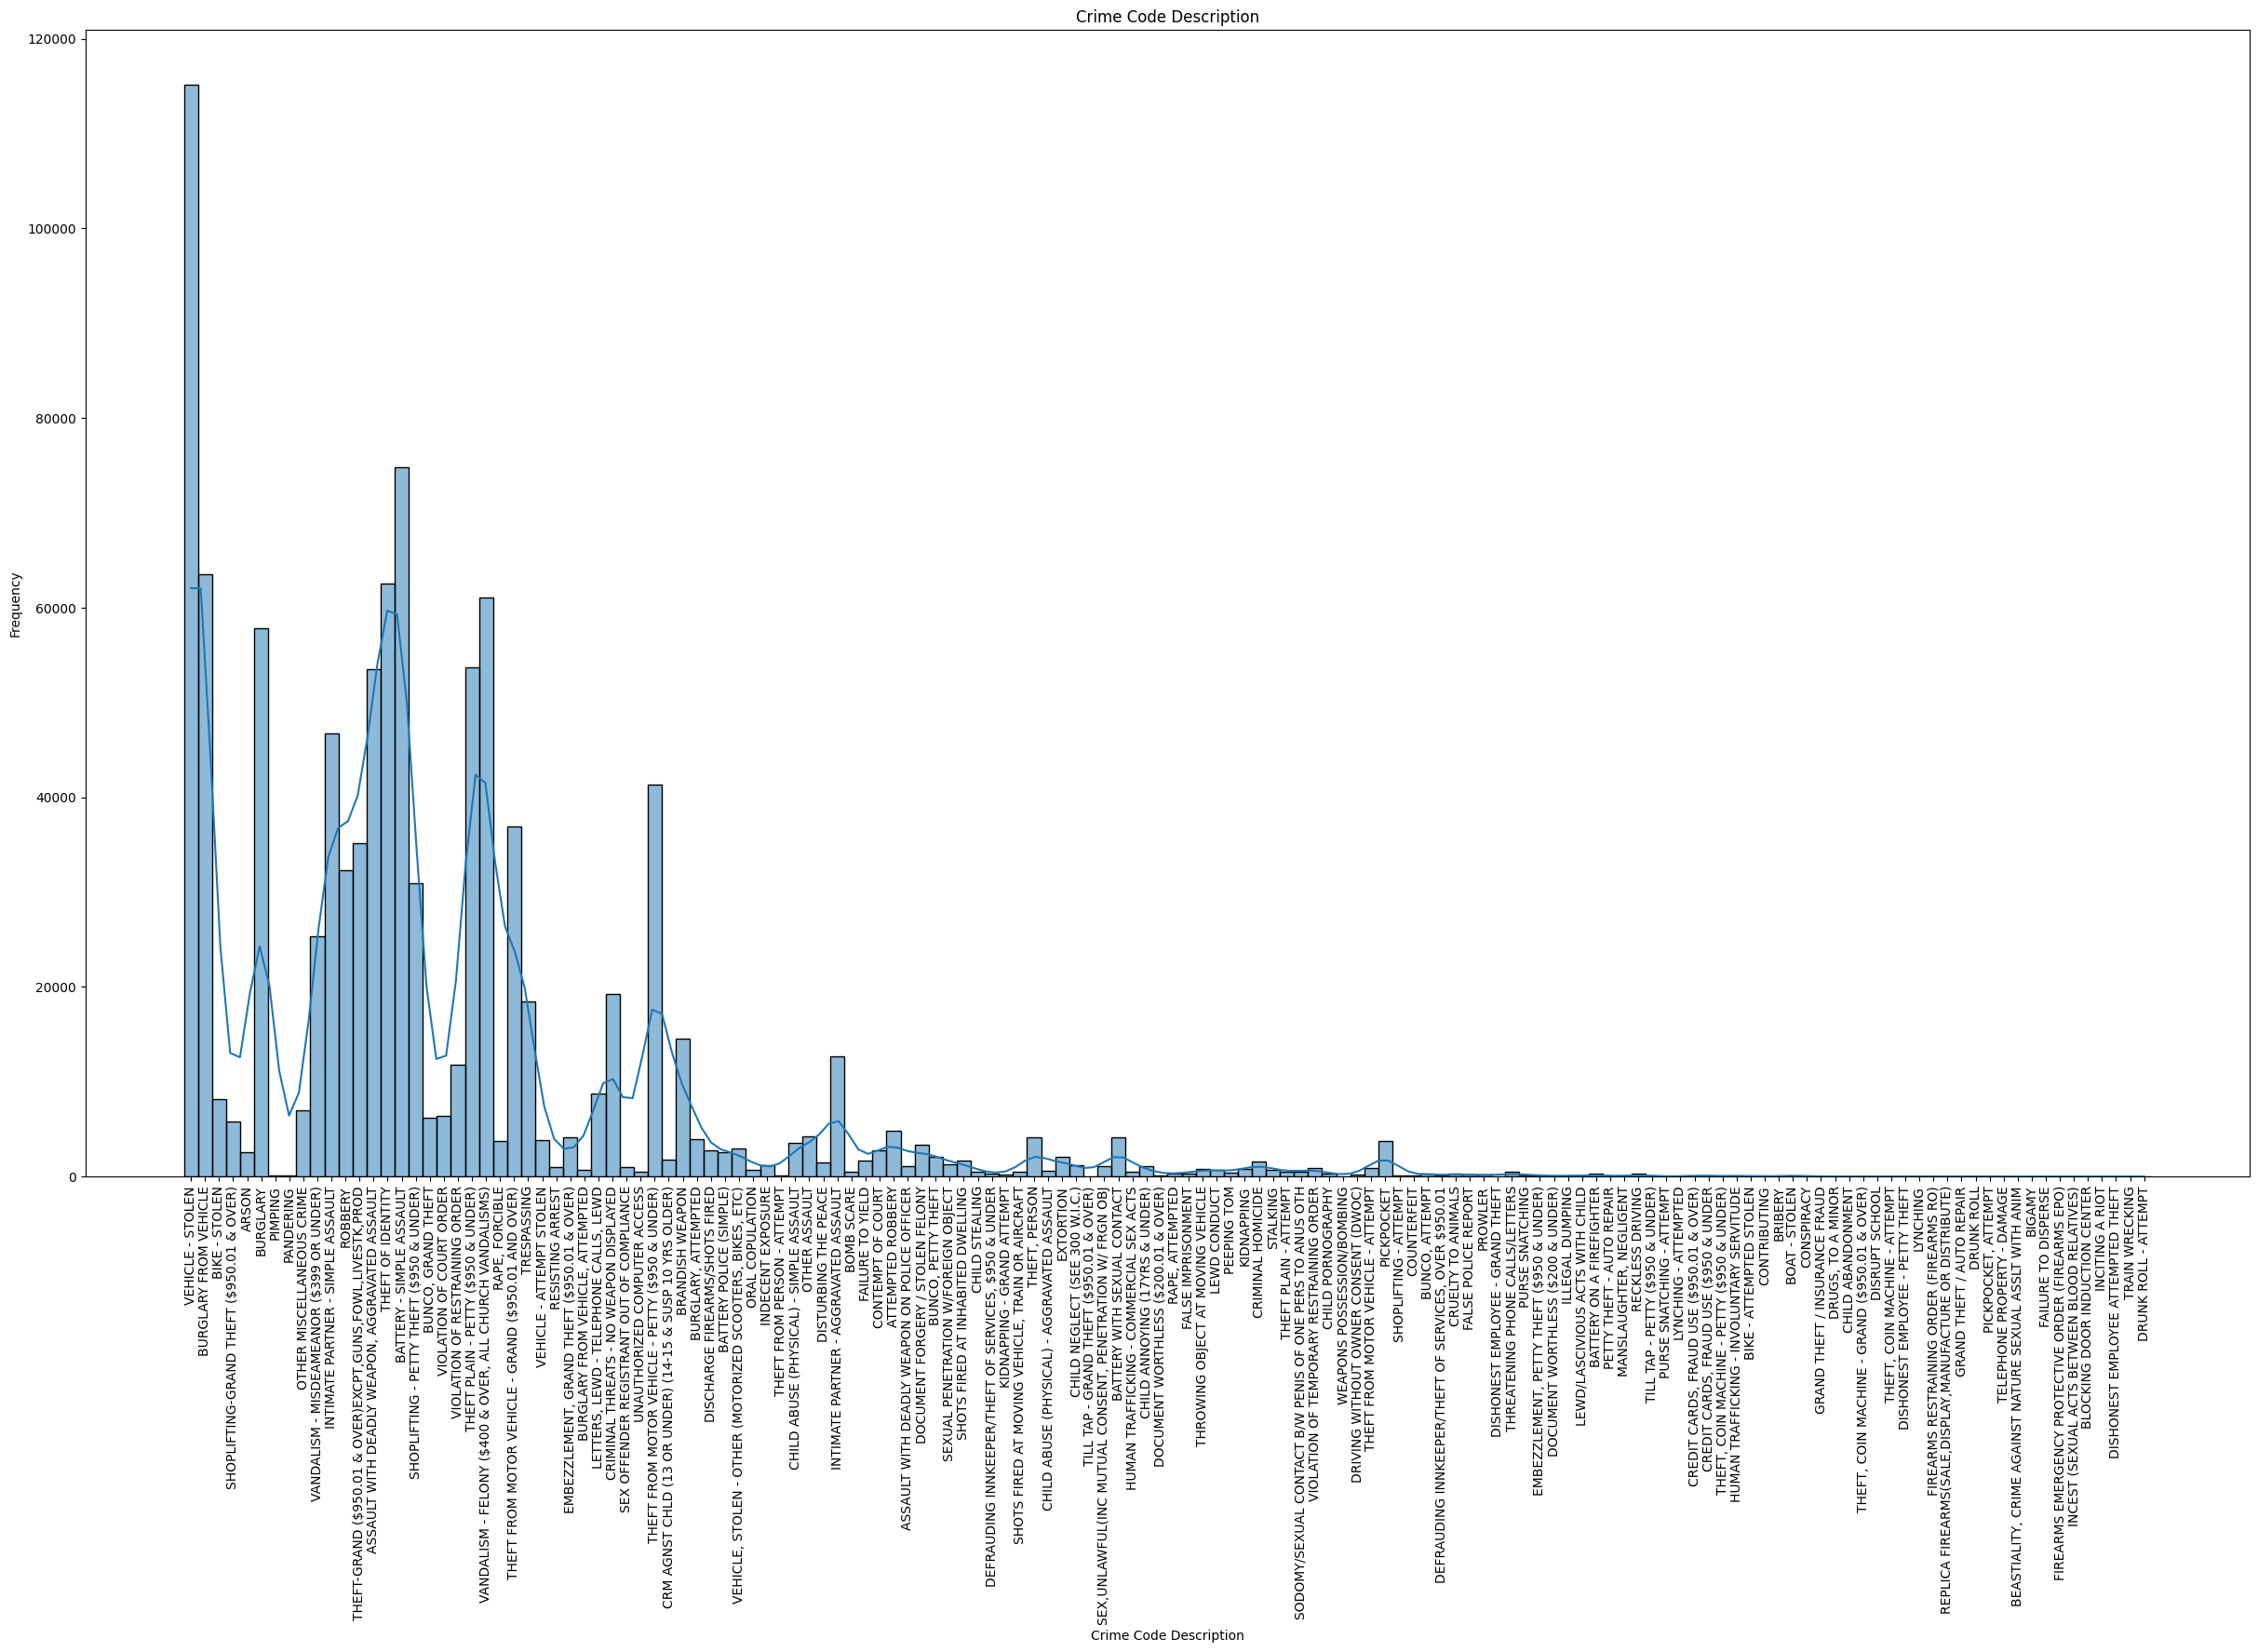 Crime Code Description
120000
100000
80000
60000
40000
20000
0
Frequency
VEHICLE - STOLEN
BURGLARY FROM VEHICLE
BIKE - STOLEN
SHOPLIFTING-GRAND THEFT ($950.01 & OVER)
ARSON
BURGLARY
PIMPING
PANDERING
OTHER MISCELLANEOUS CRIME
VANDALISM - MISDEAMEANOR ($399 OR UNDER)
INTIMATE PARTNER - SIMPLE ASSAULT
ROBBERY
THEFT-GRAND ($950.01 & OVER)EXCPT,GUNS,FOWL,LIVESTK,PROD
ASSAULT WITH DEADLY WEAPON, AGGRAVATED ASSAULT
THEFT OF IDENTITY
BATTERY - SIMPLE ASSAULT
SHOPLIFTING - PETTY THEFT ($950 & UNDER)
BUNCO, GRAND THEFT
VIOLATION OF COURT ORDER
VIOLATION OF RESTRAINING ORDER
THEFT PLAIN - PETTY ($950 & UNDER)
VANDALISM - FELONY ($400 & OVER, ALL CHURCH VANDALISMS)
RAPE, FORCIBLE
THEFT FROM MOTOR VEHICLE - GRAND ($950.01 AND OVER)
TRESPASSING
VEHICLE - ATTEMPT STOLEN
RESISTING ARREST
EMBEZZLEMENT, GRAND THEFT ($950.01 & OVER)
BURGLARY FROM VEHICLE, ATTEMPTED
LETTERS, LEWD - TELEPHONE CALLS, LEWD
CRIMINAL THREATS - NO WEAPON DISPLAYED
SEX OFFENDER REGISTRANT OUT OF COMPLIANCE
UNAUTHORIZED COMPUTER ACCESS
THEFT FROM MOTOR VEHICLE - PETTY ($950 & UNDER)
CRM AGNST CHLD (13 OR UNDER) (14-15 & SUSP 10 YRS OLDER)
BRANDISH WEAPON
BURGLARY, ATTEMPTED
DISCHARGE FIREARMS/SHOTS FIRED
BATTERY POLICE (SIMPLE)
VEHICLE, STOLEN - OTHER (MOTORIZED SCOOTERS, BIKES, ETC)
ORAL COPULATION
INDECENT EXPOSURE
THEFT FROM PERSON - ATTEMPT
CHILD ABUSE (PHYSICAL) - SIMPLE ASSAULT
OTHER ASSAULT
DISTURBING THE PEACE
INTIMATE PARTNER - AGGRAVATED ASSAULT
BOMB SCARE
FAILURE TO YIELD
CONTEMPT OF COURT
ATTEMPTED ROBBERY
ASSAULT WITH DEADLY WEAPON ON POLICE OFFICER
DOCUMENT FORGERY / STOLEN FELONY
BUNCO, PETTY THEFT
SEXUAL PENETRATION W/FOREIGN OBJECT
SHOTS FIRED AT INHABITED DWELLING
CHILD STEALING
DEFRAUDING INNKEEPER/THEFT OF SERVICES, $950 & UNDER
KIDNAPPING - GRAND ATTEMPT
SHOTS FIRED AT MOVING VEHICLE, TRAIN OR AIRCRAFT
THEFT, PERSON
CHILD ABUSE (PHYSICAL) - AGGRAVATED ASSAULT
EXTORTION
CHILD NEGLECT (SEE 300 W.I.C.)
TILL TAP - GRAND THEFT ($950.01 & OVER)
SEX,UNLAWFUL(INC MUTUAL CONSENT, PENETRATION W/ FRGN OBJ
BATTERY WITH SEXUAL CONTACT
HUMAN TRAFFICKING - COMMERCIAL SEX ACTS
CHILD ANNOYING (17YRS & UNDER)
DOCUMENT WORTHLESS ($200.01 & OVER)
RAPE, ATTEMPTED
FALSE IMPRISONMENT
THROWING OBJECT AT MOVING VEHICLE
LEWD CONDUCT
PEEPING TOM
KIDNAPPING
CRIMINAL HOMICIDE
STALKING
THEFT PLAIN - ATTEMPT
SODOMY/SEXUAL CONTACT B/W PENIS OF ONE PERS TO ANUS OTH
VIOLATION OF TEMPORARY RESTRAINING ORDER
CHILD PORNOGRAPHY
WEAPONS POSSESSION/BOMBING
DRIVING WITHOUT OWNER CONSENT (DWOC)
THEFT FROM MOTOR VEHICLE - ATTEMPT
PICKPOCKET
SHOPLIFTING - ATTEMPT
COUNTERFEIT
BUNCO, ATTEMPT
DEFRAUDING INNKEEPER/THEFT OF SERVICES, OVER $950.01
CRUELTY TO ANIMALS
FALSE POLICE REPORT
PROWLER
DISHONEST EMPLOYEE - GRAND THEFT
THREATENING PHONE CALLS/LETTERS
PURSE SNATCHING
EMBEZZLEMENT, PETTY THEFT ($950 & UNDER)
DOCUMENT WORTHLESS ($200 & UNDER)
ILLEGAL DUMPING
LEWD/LASCIVIOUS ACTS WITH CHILD
BATTERY ON A FIREFIGHTER
PETTY THEFT - AUTO REPAIR
MANSLAUGHTER, NEGLIGENT
RECKLESS DRIVING
TILL TAP - PETTY ($950 & UNDER)
PURSE SNATCHING - ATTEMPT
LYNCHING - ATTEMPTED
CREDIT CARDS, FRAUD USE ($950.01 & OVER)
CREDIT CARDS, FRAUD USE ($950 & UNDER
THEFT, COIN MACHINE - PETTY ($950 & UNDER)
HUMAN TRAFFICKING - INVOLUNTARY SERVITUDE
BIKE - ATTEMPTED STOLEN
CONTRIBUTING
BRIBERY
BOAT - STOLEN
CONSPIRACY
GRAND THEFT / INSURANCE FRAUD
DRUGS, TO A MINOR
CHILD ABANDONMENT
THEFT, COIN MACHINE - GRAND ($950.01 & OVER)
DISRUPT SCHOOL
THEFT, COIN MACHINE - ATTEMPT
DISHONEST EMPLOYEE - PETTY THEFT
LYNCHING
FIREARMS RESTRAINING ORDER (FIREARMS RO)
REPLICA FIREARMS(SALE,DISPLAY,MANUFACTURE OR DISTRIBUTE)
GRAND THEFT / AUTO REPAIR
DRUNK ROLL
PICKPOCKET, ATTEMPT
TELEPHONE PROPERTY - DAMAGE
BEASTIALITY, CRIME AGAINST NATURE SEXUAL ASSLT WITH ANIM
BIGAMY
FAILURE TO DISPERSE
FIREARMS EMERGENCY PROTECTIVE ORDER (FIREARMS EPO)
INCEST (SEXUAL ACTS BETWEEN BLOOD RELATIVES)
BLOCKING DOOR INDUCTION CENTER
INCITING A RIOT
DISHONEST EMPLOYEE ATTEMPTED THEFT
TRAIN WRECKING
DRUNK ROLL - ATTEMPT
Crime Code Description